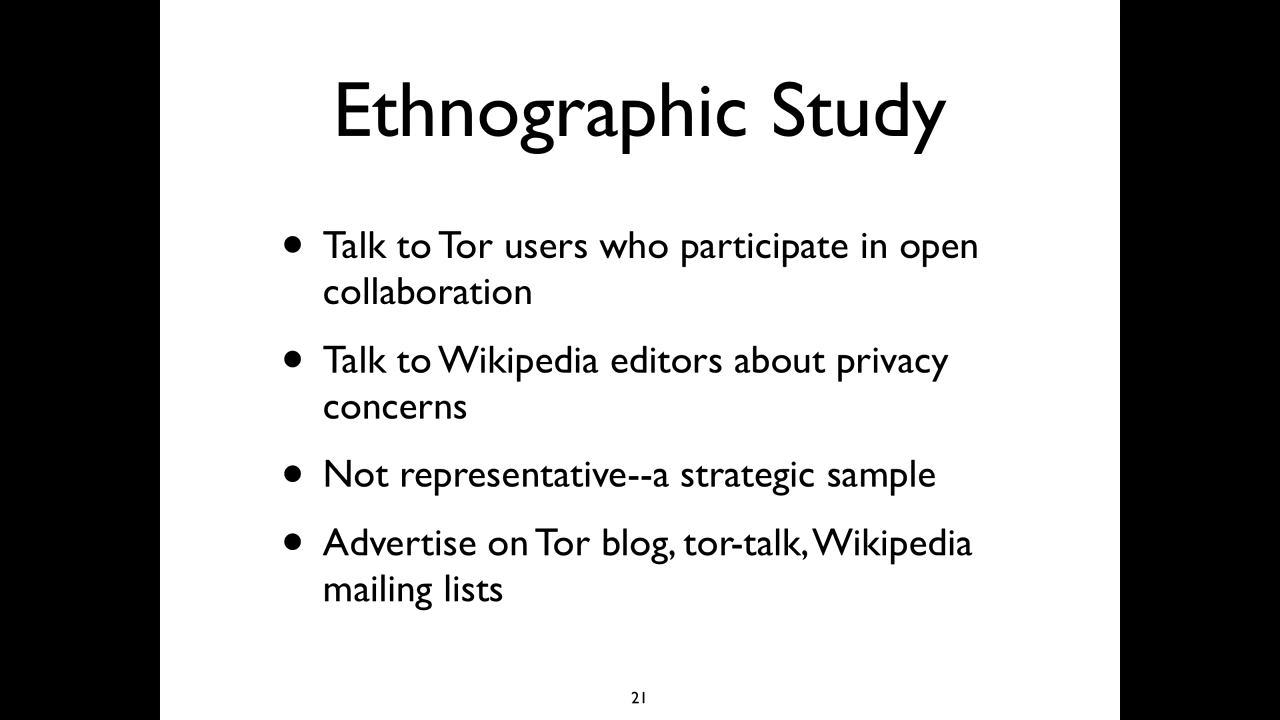 Ethnographic Study
• Talk to Tor users who participate in open
collaboration
• Talk to Wikipedia editors about privacy
concerns
• Not representative--a strategic sample
• Advertise on Tor blog, tor-talk, Wikipedia
mailing lists
21